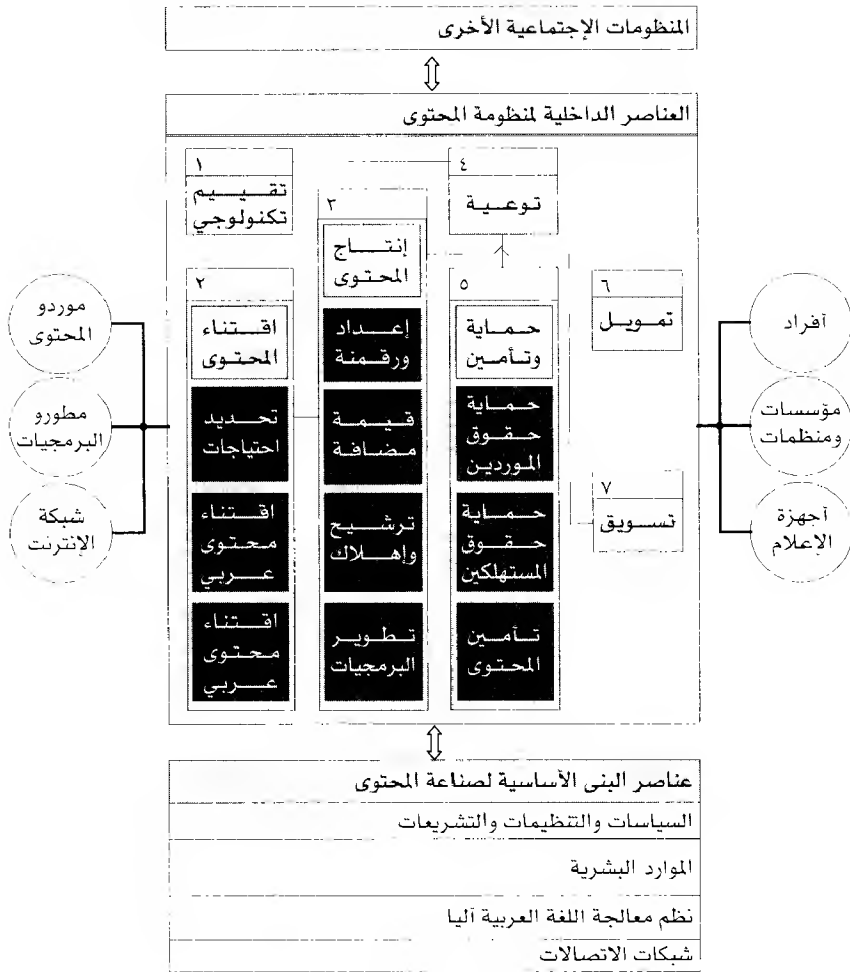 المنظومات الإجتماعية الأخرى
العناصر الداخلية لمنظومة المحتوى
١
تقييم
تكنولوجي
٤
توعية
٣
إنتاج
المحتوى
إعداد
ورقمنة
قيمة
مضافة
ترشيح
وإهلاك
تطوير
البرمجيات
٢
اقتناء
المحتوى
تحديد
احتياجات
اقتناء
محتوى
عربي
اقتناء
محتوى
عربي
٥
حماية
وتأمين
حماية
حقوق
الموردين
حماية
حقوق
المستهلكين
تأمين
المحتوى
٦
تمويل
٧
تسويق
أفراد
مؤسسات
ومنظمات
أجهزة
الإعلام
موردو
المحتوى
مطورو
البرمجيات
شبكة
الإنترنت
عناصر البنى الأساسية لصناعة المحتوى
السياسات والتنظيمات والتشريعات
الموارد البشرية
نظم معالجة اللغة العربية آليا
شبكات الاتصالات